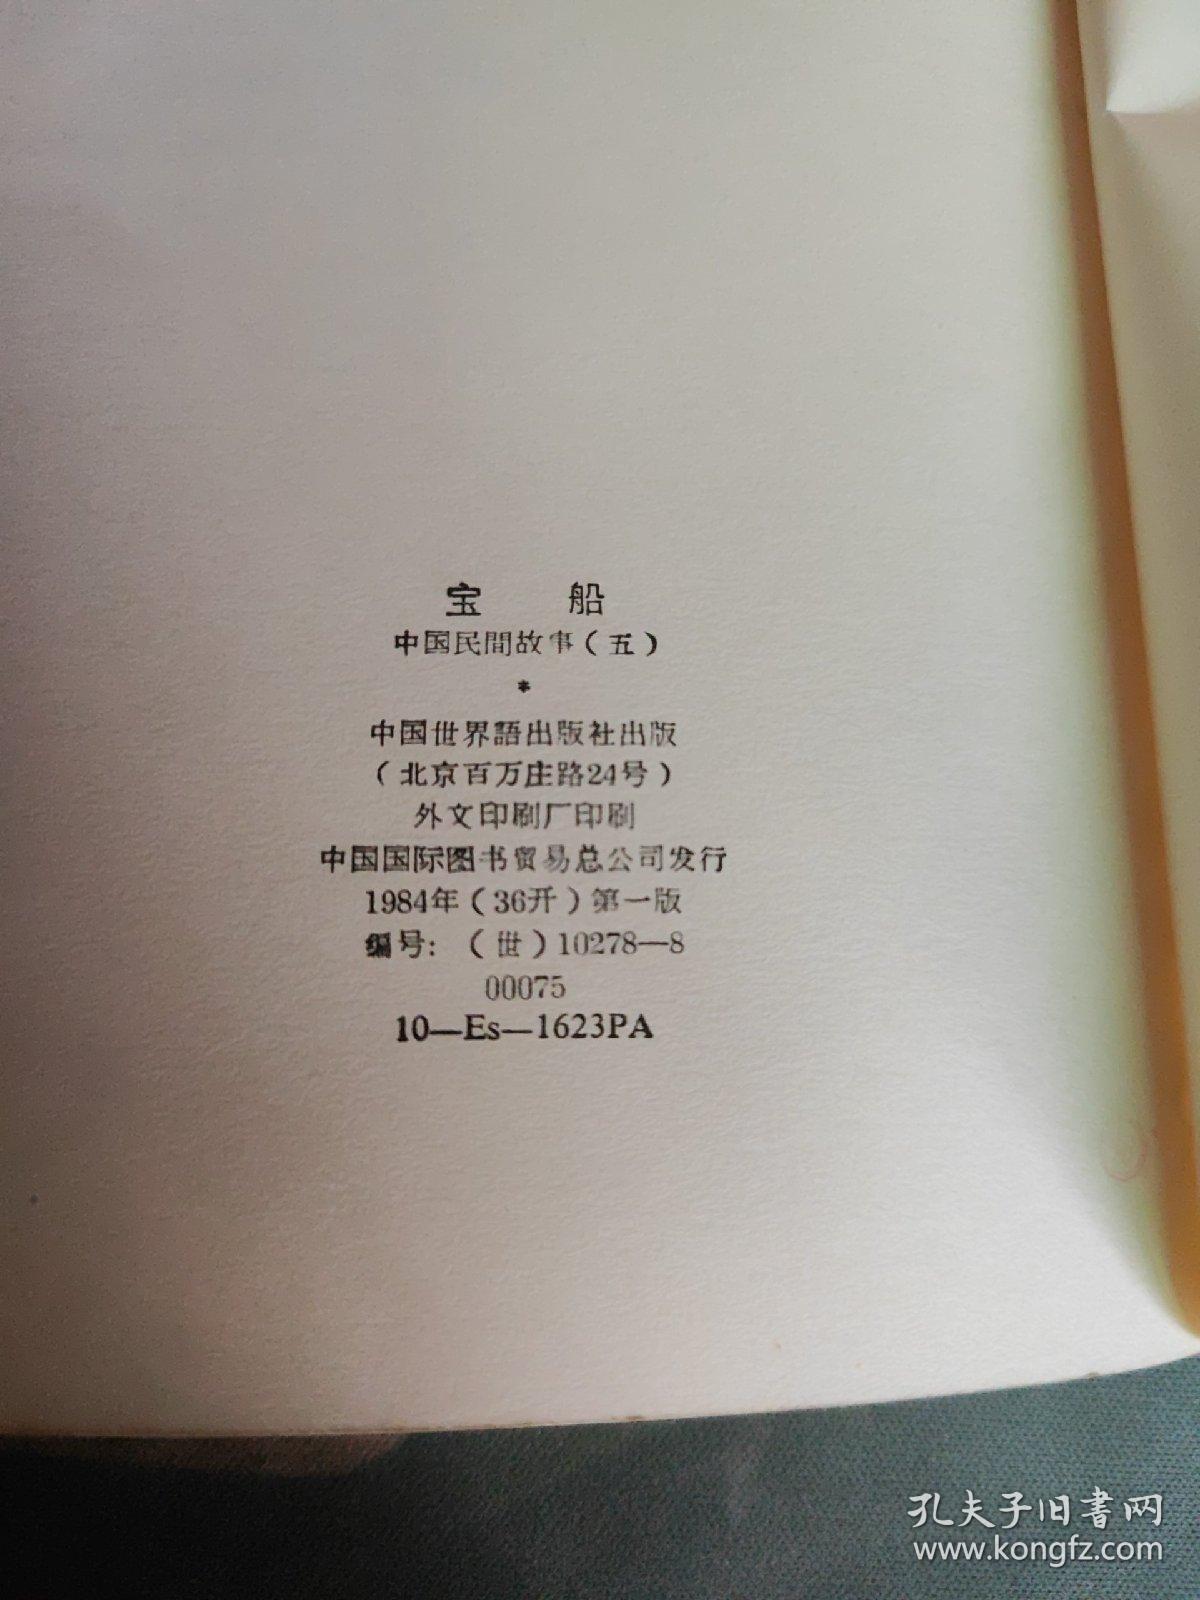 宝 船
中国民間故事（五）
*
中国世界語出版社出版
（北京百万庄路24号）
外文印刷厂印刷
中国国际图书贸易总公司发行
1984年（36开）第一版
编号：（世）10278—8
00075
10—Es—1623PA
孔夫子旧書网
www.kongfz.com